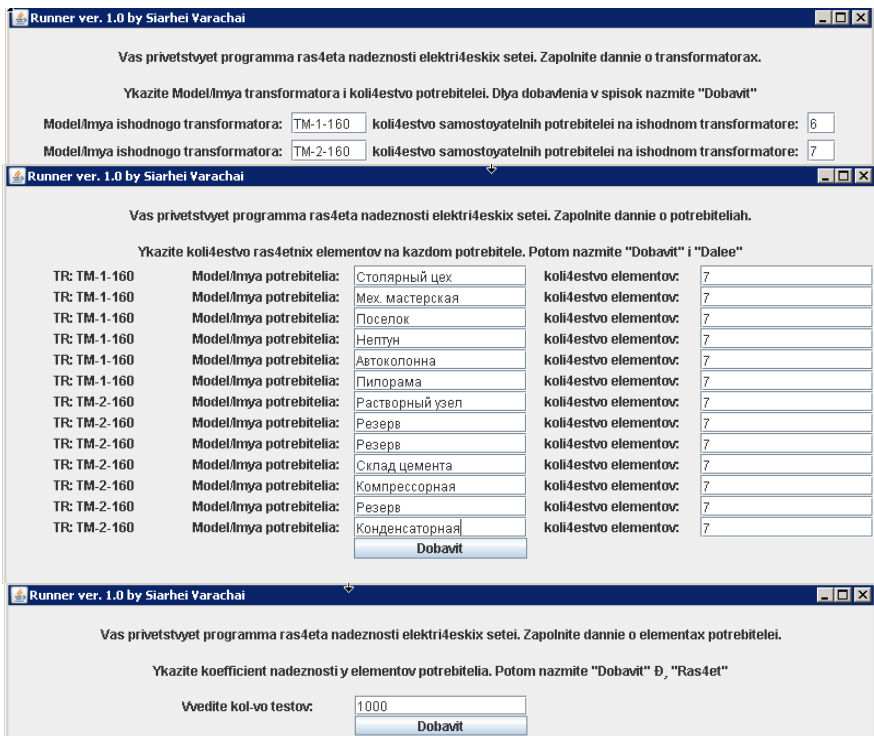 Runner ver. 1.0 by Siarhei Varachai
Vas privetstvyet programma ras4eta nadeznosti elektri4eskix setei. Zapolnite dannie o transformatorax.
Ykazite Model/Imya transformatora i koli4estvo potrebitelei. Dlya dobavlenia v spisok nazmite "Dobavit"
Model/Imya ishodnogo transformatora: TM-1-160 koli4estvo samostoyatelnih potrebitelei na ishodnom transformatore: 6
Model/Imya ishodnogo transformatora: TM-2-160 koli4estvo samostoyatelnih potrebitelei na ishodnom transformatore: 7
Runner ver. 1.0 by Siarhei Varachai
Vas privetstvyet programma ras4eta nadeznosti elektri4eskix setei. Zapolnite dannie o potrebiteliah.
Ykazite koli4estvo ras4etnix elementov na kazdom potrebitele. Potom nazmite "Dobavit" i "Dalee"
TR: TM-1-160 Model/Imya potrebitelia: Столярный цех koli4estvo elementov: 7
TR: TM-1-160 Model/Imya potrebitelia: Мех. мастерская koli4estvo elementov: 7
TR: TM-1-160 Model/Imya potrebitelia: Поселок koli4estvo elementov: 7
TR: TM-1-160 Model/Imya potrebitelia: Нептун koli4estvo elementov: 7
TR: TM-1-160 Model/Imya potrebitelia: Автоколонна koli4estvo elementov: 7
TR: TM-1-160 Model/Imya potrebitelia: Пилорама koli4estvo elementov: 7
TR: TM-2-160 Model/Imya potrebitelia: Растворный узел koli4estvo elementov: 7
TR: TM-2-160 Model/Imya potrebitelia: Резерв koli4estvo elementov: 7
TR: TM-2-160 Model/Imya potrebitelia: Резерв koli4estvo elementov: 7
TR: TM-2-160 Model/Imya potrebitelia: Склад цемента koli4estvo elementov: 7
TR: TM-2-160 Model/Imya potrebitelia: Компрессорная koli4estvo elementov: 7
TR: TM-2-160 Model/Imya potrebitelia: Резерв koli4estvo elementov: 7
TR: TM-2-160 Model/Imya potrebitelia: Конденсаторная koli4estvo elementov: 7
Dobavit
Runner ver. 1.0 by Siarhei Varachai
Vas privetstvyet programma ras4eta nadeznosti elektri4eskix setei. Zapolnite dannie o elementax potrebitelei.
Ykazite koefficient nadeznosti y elementov potrebitelia. Potom nazmite "Dobavit" Ð¸ "Ras4et"
Vvedite kol-vo testov: 1000
Dobavit